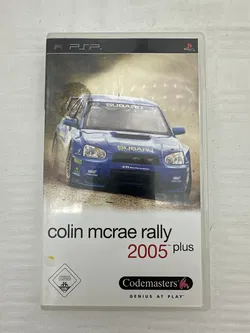 PSP
SUBARU
colin mcrae rally
2005 plus
Codemasters
GENIUS AT PLAY